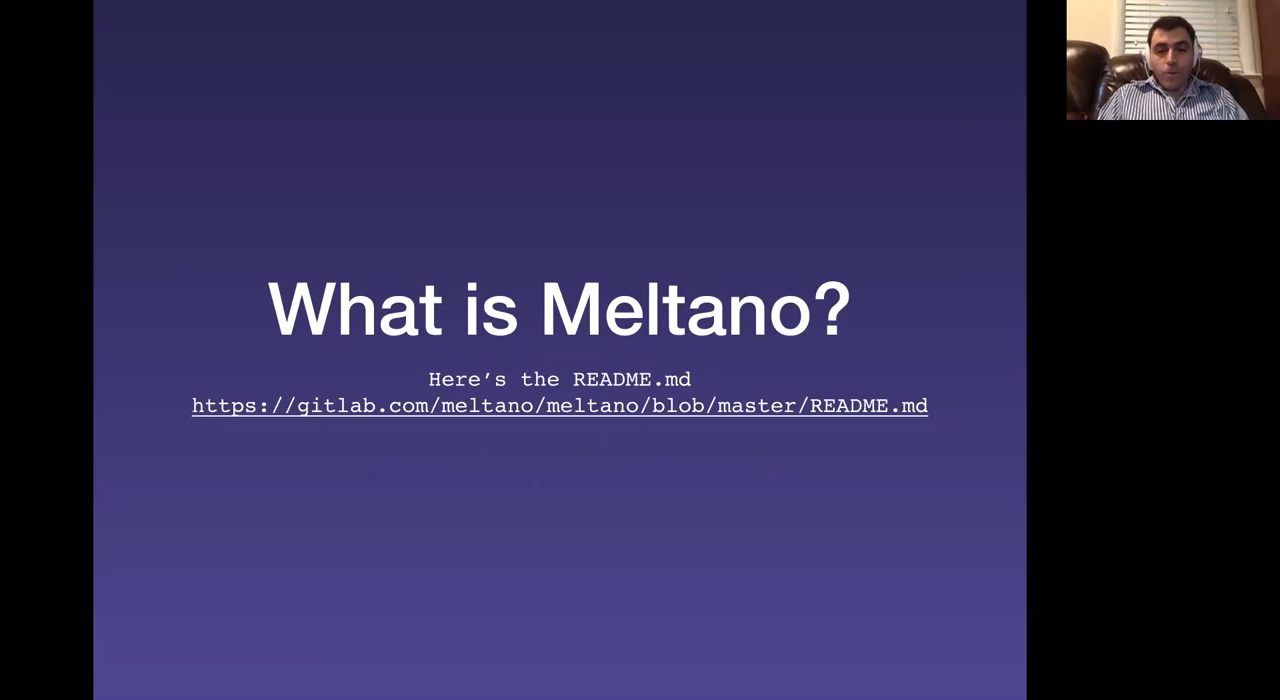 What is Meltano?
Here’s the README.md
https://gitlab.com/meltano/meltano/blob/master/README.md